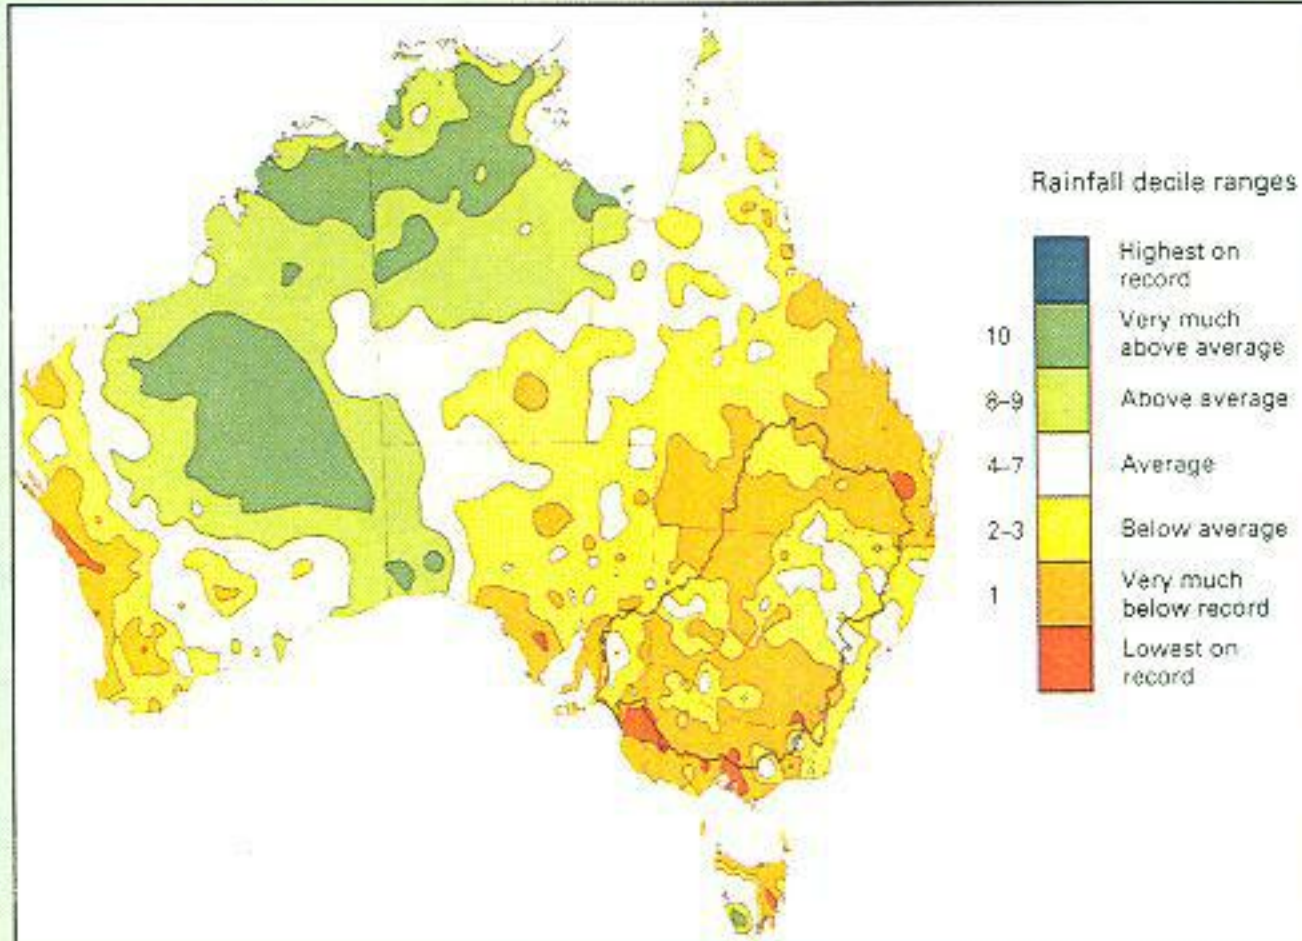 Rainfall decile ranges
Highest on
record
10
Very much
above average
8–9
Above average
4–7
Average
2–3
Below average
1
Very much
below record
Lowest on
record